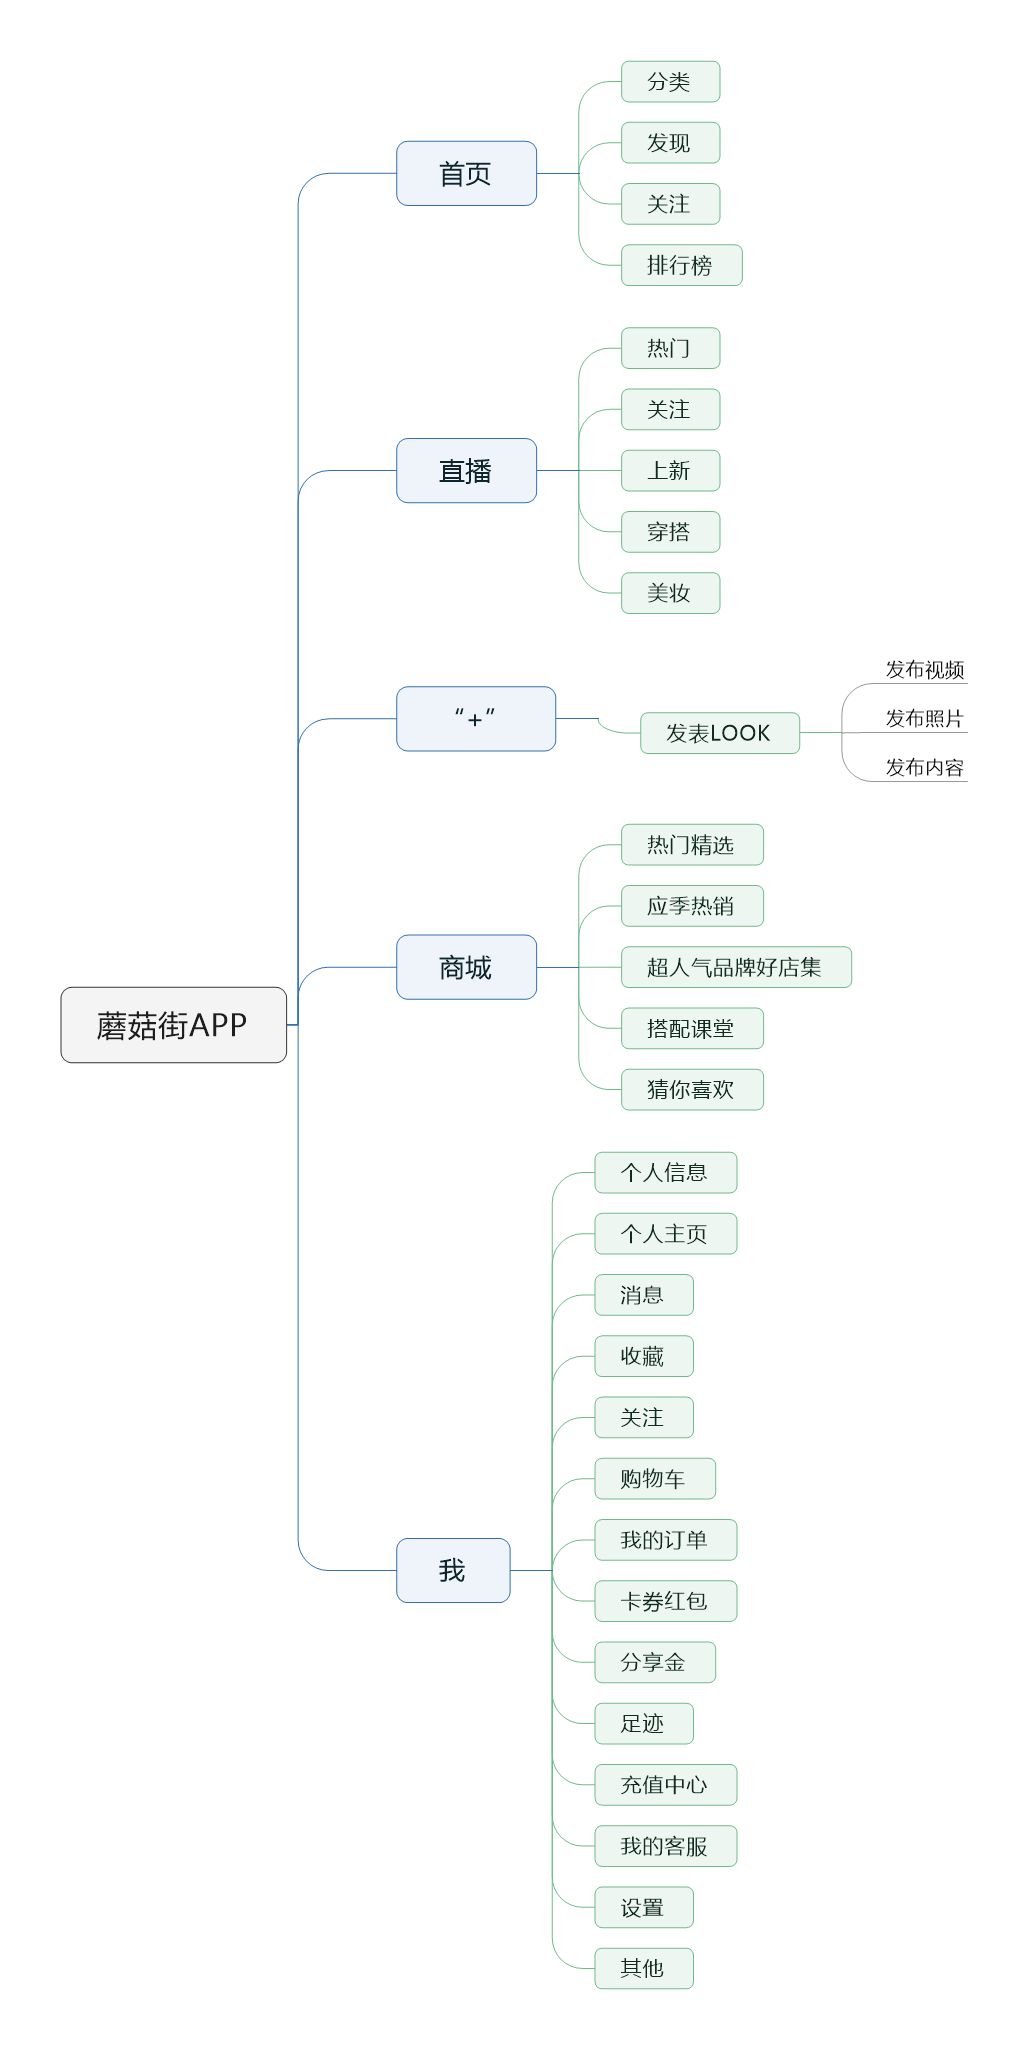 蘑菇街APP
首页
分类
发现
关注
排行榜
直播
热门
关注
上新
穿搭
美妆
“+”
发表LOOK
发布视频
发布照片
发布内容
商城
热门精选
应季热销
超人气品牌好店集
搭配课堂
猜你喜欢
我
个人信息
个人主页
消息
收藏
关注
购物车
我的订单
卡券红包
分享金
足迹
充值中心
我的客服
设置
其他